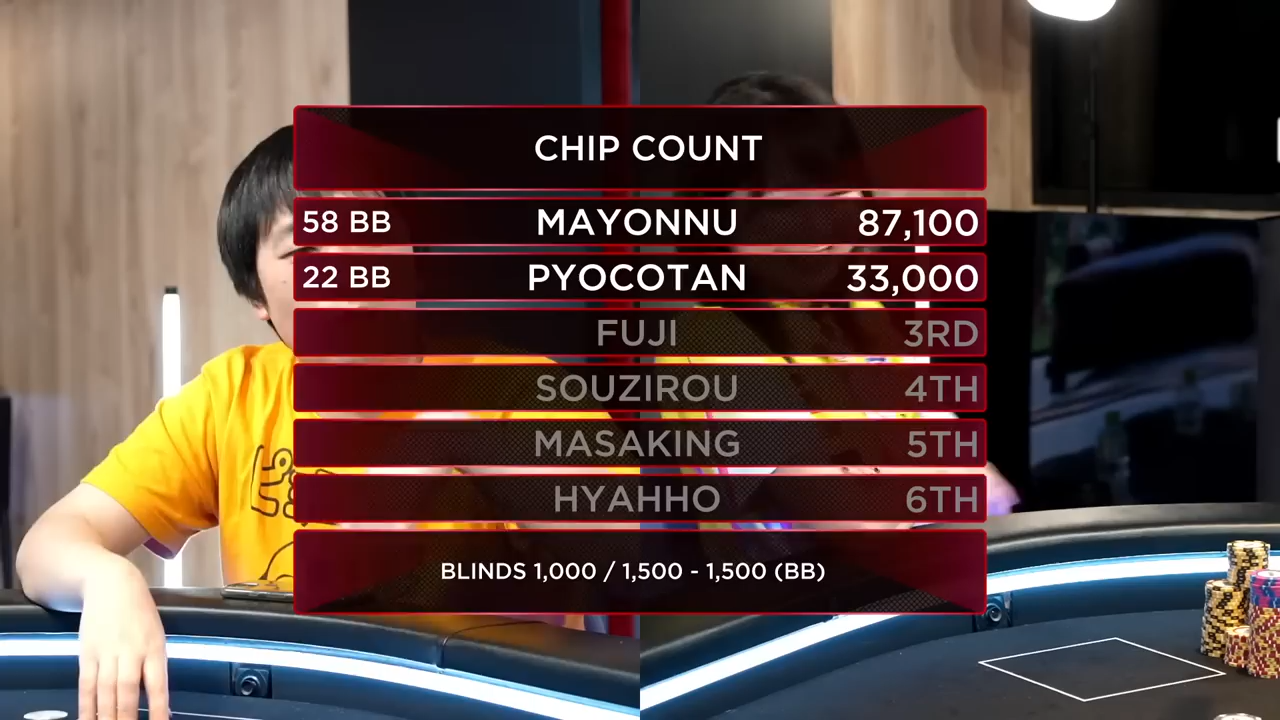 CHIP COUNT
58 BB MAYONNU 87,100
22 BB PYOCOTAN 33,000
FUJI 3RD
SOUZIROU 4TH
MASAKING 5TH
HYAHHO 6TH
BLINDS 1,000 / 1,500 - 1,500 (BB)